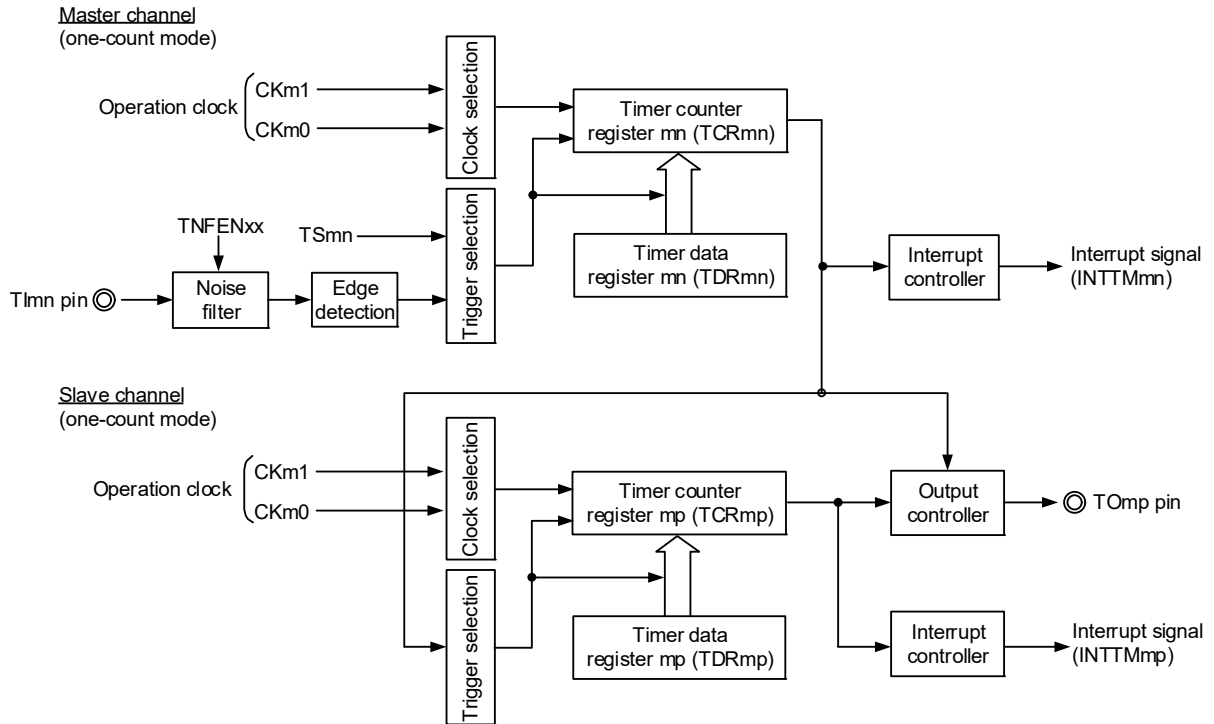 Master channel
(one-count mode)
Operation clock
CKm1
CKm0
Clock selection
Timer counter
register mn (TCRmn)
TNFENxx
TSmn
Trigger selection
Timer data
register mn (TDRmn)
TImn pin
Noise
filter
Edge
detection
Interrupt
controller
Interrupt signal
(INTTMmn)
Slave channel
(one-count mode)
Operation clock
CKm1
CKm0
Clock selection
Timer counter
register mp (TCRmp)
Output
controller
TOmp pin
Trigger selection
Timer data
register mp (TDRmp)
Interrupt
controller
Interrupt signal
(INTTMmp)